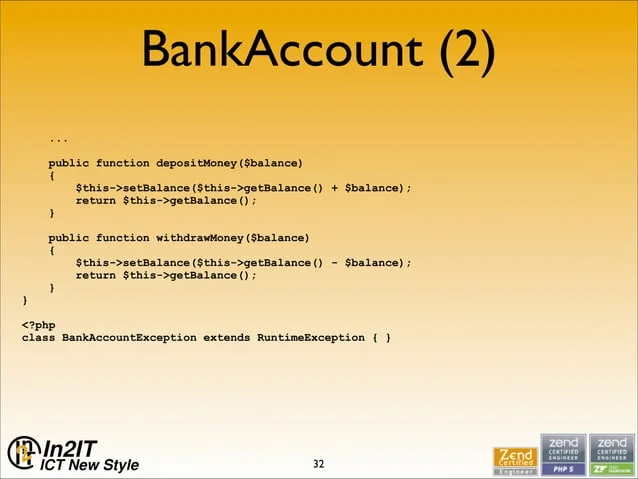 BankAccount (2)
...
public function depositMoney($balance)
{
$this->setBalance($this->getBalance() + $balance);
return $this->getBalance();
}
public function withdrawMoney($balance)
{
$this->setBalance($this->getBalance() - $balance);
return $this->getBalance();
}
}
<?php
class BankAccountException extends RuntimeException { }
In2IT
ICT New Style
32
Zend
Certified
Engineer
zend
CERTIFIED
ENGINEER
PHP 5
zend
CERTIFIED
ENGINEER
ZF